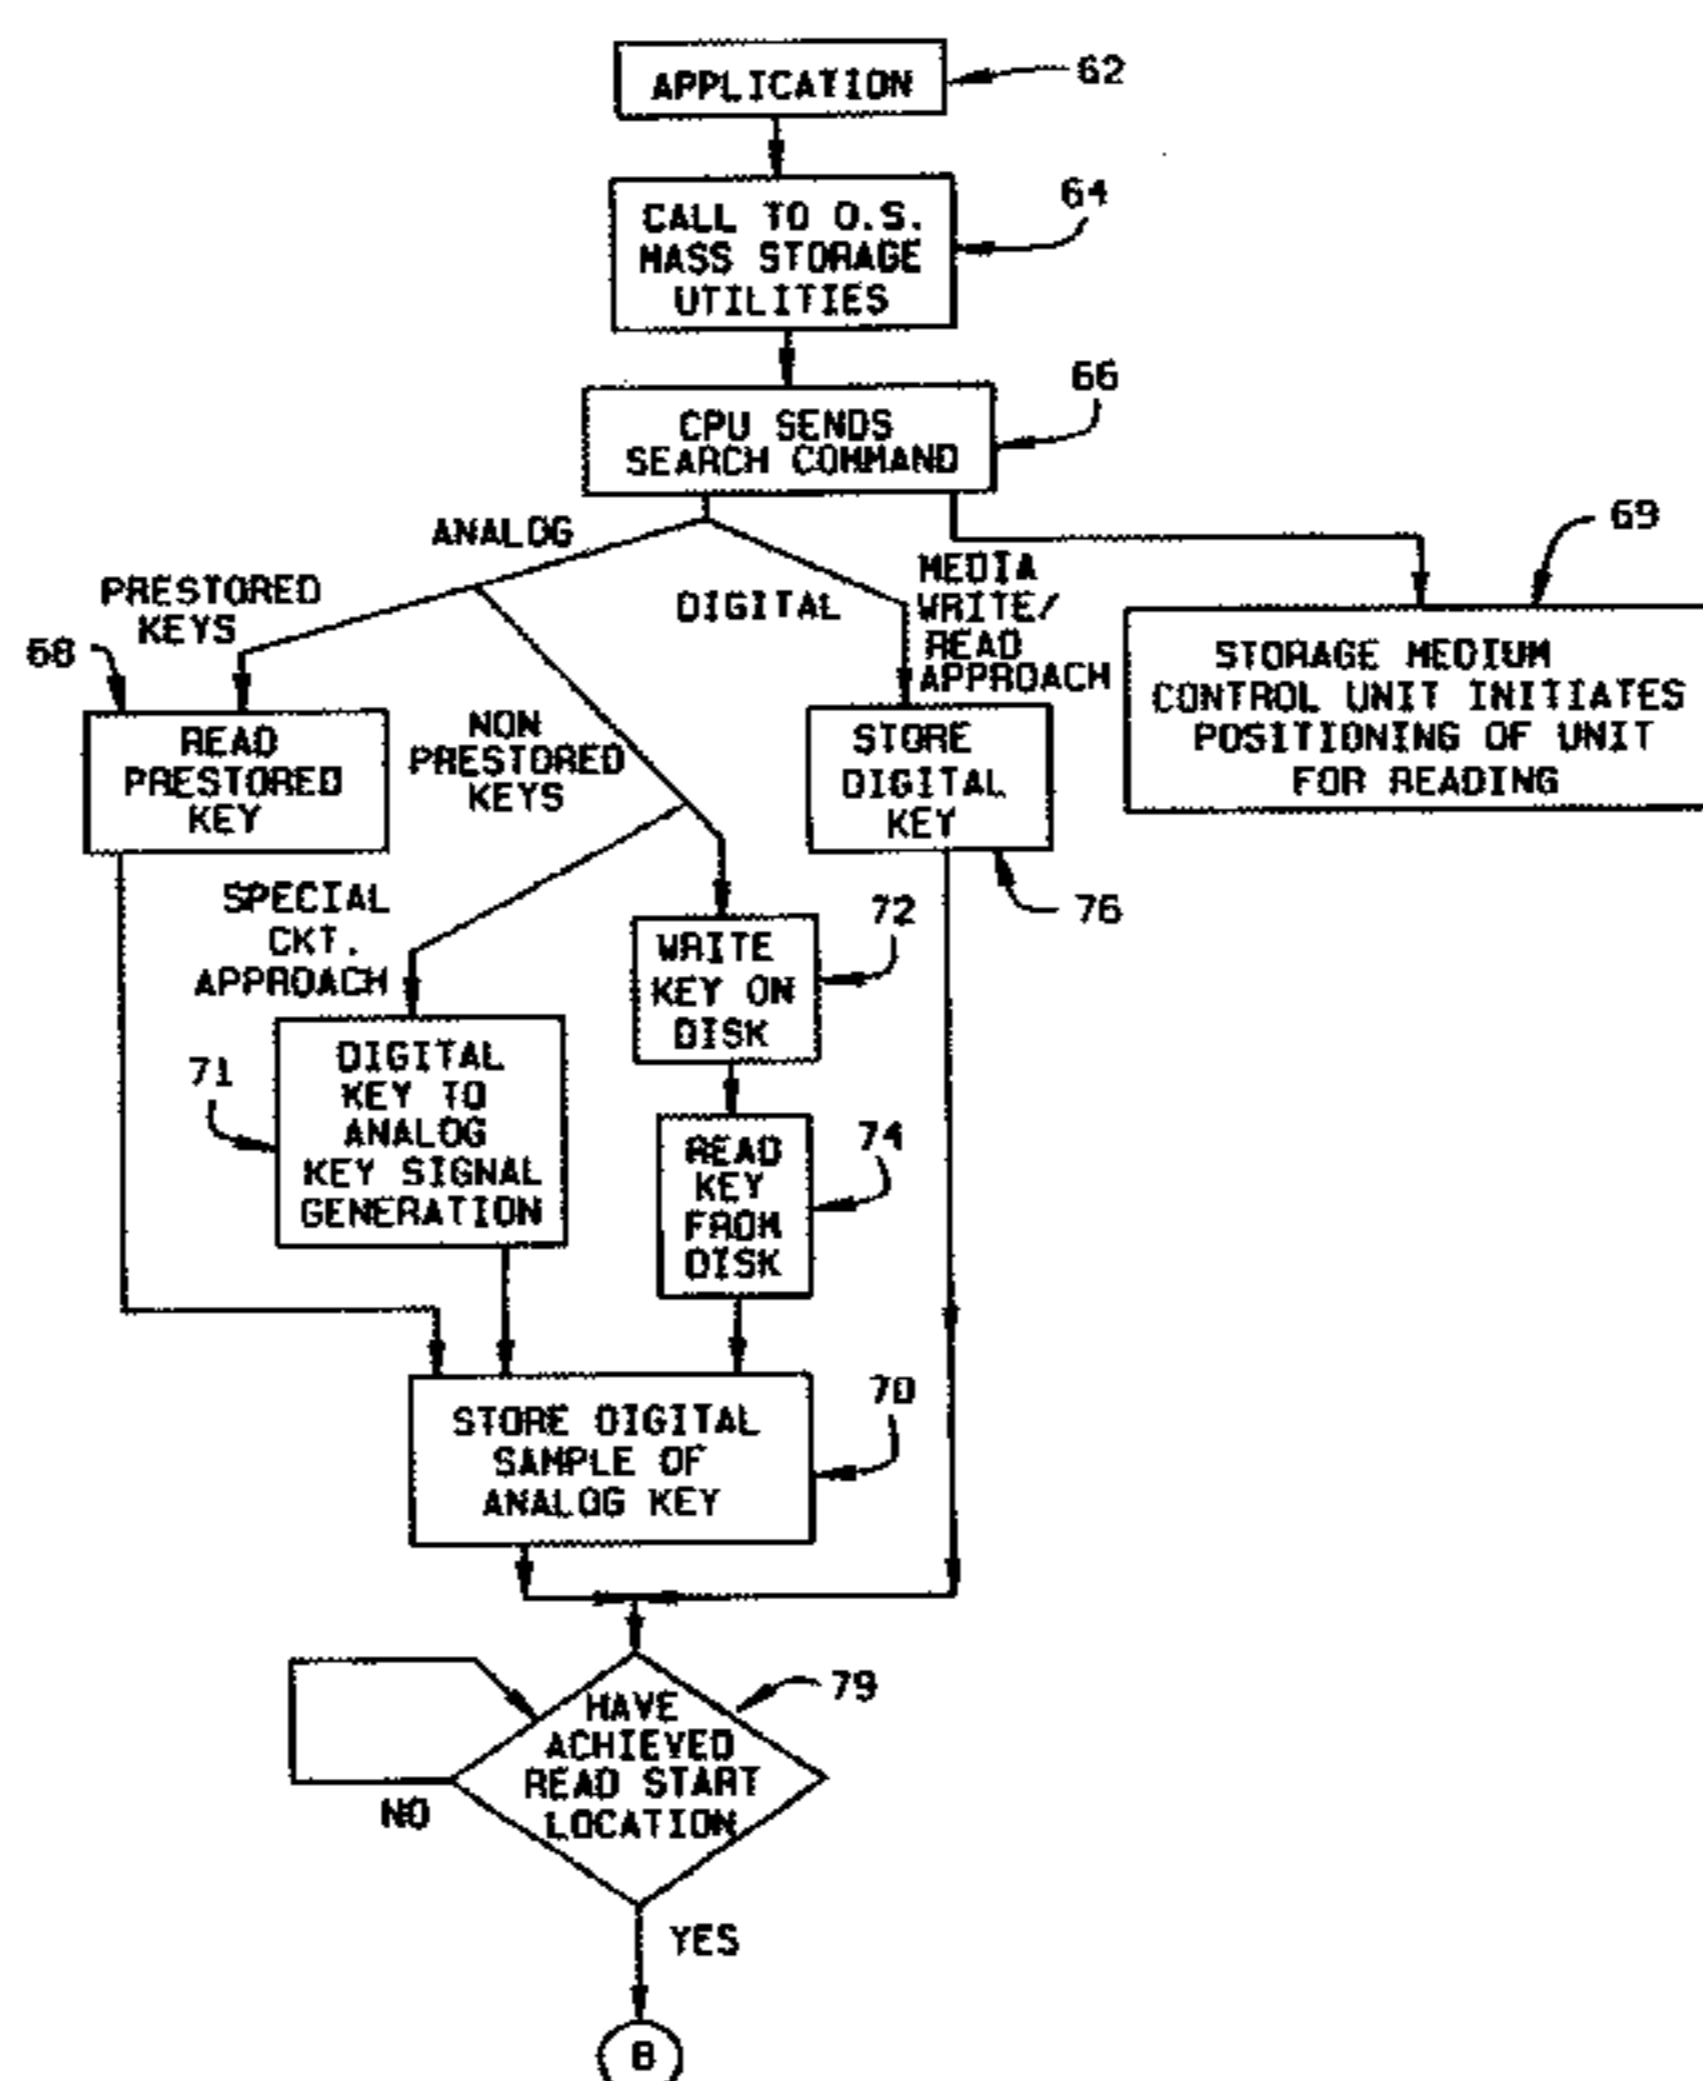 APPLICATION
62
CALL TO O.S.
MASS STORAGE
UTILITIES
64
CPU SENDS
SEARCH COMMAND
66
ANALOG
DIGITAL
MEDIA
WRITE/
READ
APPROACH
69
STORAGE MEDIUM
CONTROL UNIT INITIATES
POSITIONING OF UNIT
FOR READING
PRESTORED
KEYS
68
READ
PRESTORED
KEY
NON
PRESTORED
KEYS
STORE
DIGITAL
KEY
76
SPECIAL
CKT.
APPROACH
72
WRITE
KEY ON
DISK
71
DIGITAL
KEY TO
ANALOG
KEY SIGNAL
GENERATION
74
READ
KEY
FROM
DISK
70
STORE DIGITAL
SAMPLE OF
ANALOG KEY
79
HAVE
ACHIEVED
READ START
LOCATION
NO
YES
B